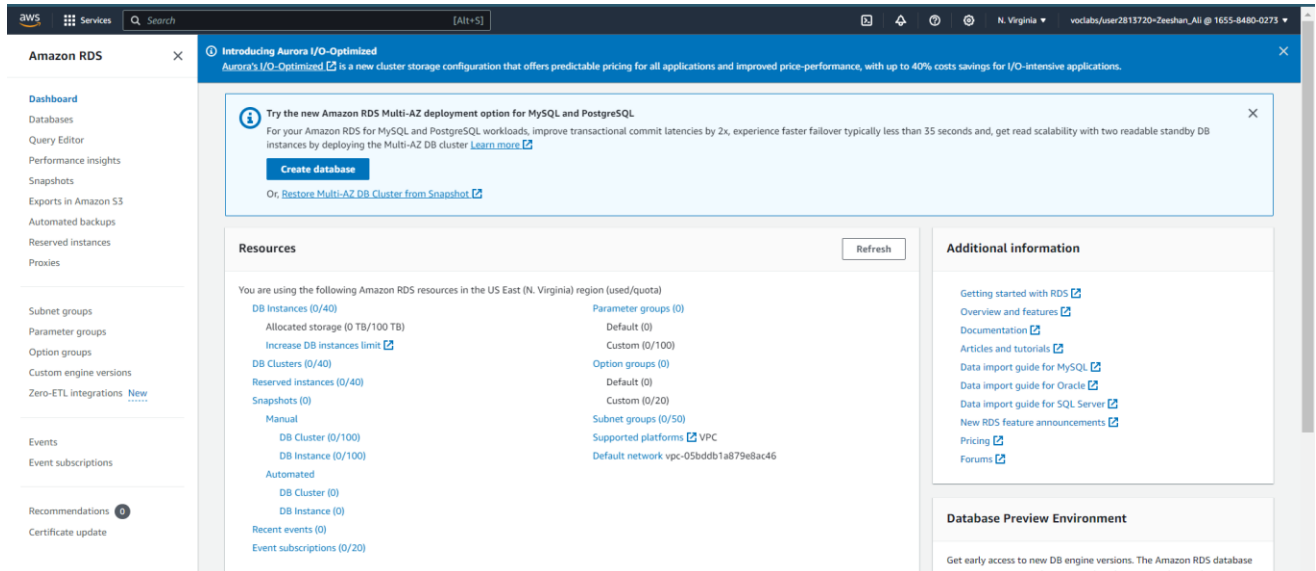 aws Services Search [Alt+S] N. Virginia voclabs/user2813720=Zeeshan_Ali @ 1655-8480-0273
Amazon RDS
Dashboard
Databases
Query Editor
Performance insights
Snapshots
Exports in Amazon S3
Automated backups
Reserved instances
Proxies
Subnet groups
Parameter groups
Option groups
Custom engine versions
Zero-ETL integrations New
Events
Event subscriptions
Recommendations 0
Certificate update
Introducing Aurora I/O-Optimized
Aurora's I/O-Optimized is a new cluster storage configuration that offers predictable pricing for all applications and improved price-performance, with up to 40% costs savings for I/O-intensive applications.
Try the new Amazon RDS Multi-AZ deployment option for MySQL and PostgreSQL
For your Amazon RDS for MySQL and PostgreSQL workloads, improve transactional commit latencies by 2x, experience faster failover typically less than 35 seconds and, get read scalability with two readable standby DB
instances by deploying the Multi-AZ DB cluster Learn more
Create database
Or, Restore Multi-AZ DB Cluster from Snapshot
Resources
Refresh
You are using the following Amazon RDS resources in the US East (N. Virginia) region (used/quota)
DB Instances (0/40)
Allocated storage (0 TB/100 TB)
Increase DB instances limit
DB Clusters (0/40)
Reserved instances (0/40)
Snapshots (0)
Manual
DB Cluster (0/100)
DB Instance (0/100)
Automated
DB Cluster (0)
DB Instance (0)
Recent events (0)
Event subscriptions (0/20)
Parameter groups (0)
Default (0)
Custom (0/100)
Option groups (0)
Default (0)
Custom (0/20)
Subnet groups (0/50)
Supported platforms VPC
Default network vpc-05bddb1a879e8ac46
Additional information
Getting started with RDS
Overview and features
Documentation
Articles and tutorials
Data import guide for MySQL
Data import guide for Oracle
Data import guide for SQL Server
New RDS feature announcements
Pricing
Forums
Database Preview Environment
Get early access to new DB engine versions. The Amazon RDS database